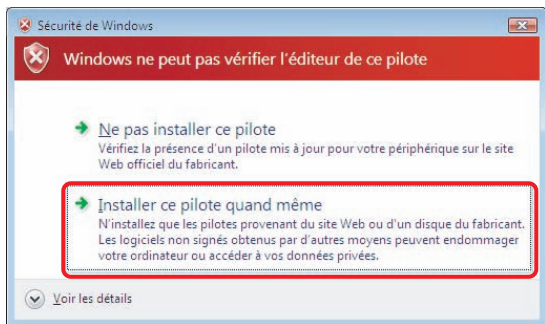 Sécurité de Windows
Windows ne peut pas vérifier l'éditeur de ce pilote
Ne pas installer ce pilote
Vérifiez la présence d'un pilote mis à jour pour votre périphérique sur le site
Web officiel du fabricant.
Installer ce pilote quand même
N'installez que les pilotes provenant du site Web ou d'un disque du fabricant.
Les logiciels non signés obtenus par d'autres moyens peuvent endommager
votre ordinateur ou accéder à vos données privées.
Voir les détails